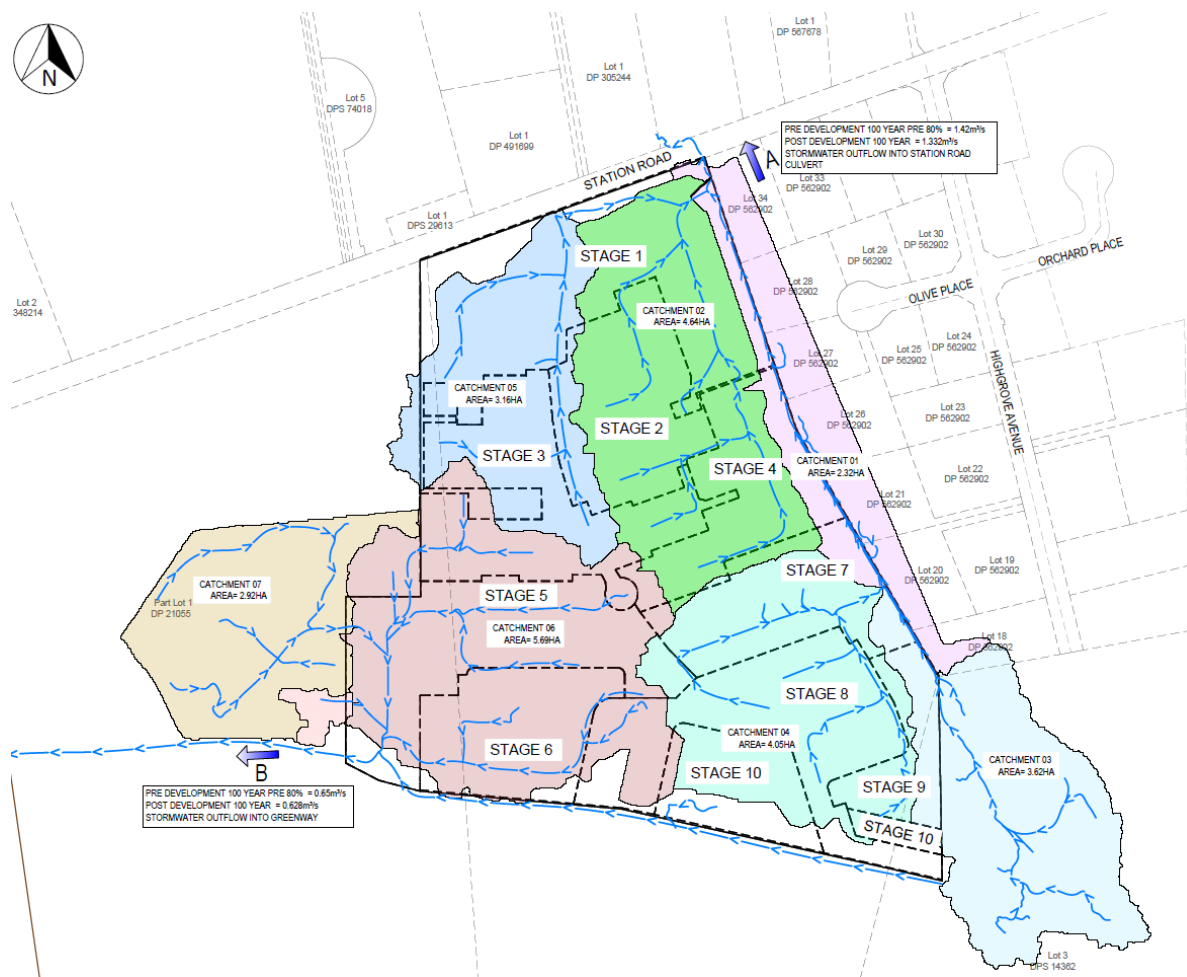 N
Lot 1
DP 567678
Lot 1
DP 305244
Lot 5
DPS 74018
Lot 1
DP 491699
PRE DEVELOPMENT 100 YEAR PRE 80% = 1.42m³/s
POST DEVELOPMENT 100 YEAR = 1.332m³/s
STORMWATER OUTFLOW INTO STATION ROAD
CULVERT
A
STATION ROAD
Lot 33
DP 562902
Lot 34
DP 562902
Lot 1
DPS 29613
Lot 30
DP 562902
Lot 29
DP 562902
ORCHARD PLACE
STAGE 1
Lot 28
DP 562902
OLIVE PLACE
Lot 2
348214
CATCHMENT 02
AREA= 4.64HA
Lot 24
DP 562902
Lot 25
DP 562902
Lot 27
DP 562902
HIGHGROVE AVENUE
CATCHMENT 05
AREA= 3.16HA
Lot 23
DP 562902
Lot 26
DP 562902
STAGE 2
STAGE 3
STAGE 4
CATCHMENT 01
AREA= 2.32HA
Lot 22
DP 562902
Lot 21
DP 562902
Lot 19
DP 562902
Lot 20
DP 562902
STAGE 7
CATCHMENT 07
AREA= 2.92HA
Part Lot 1
DP 21055
STAGE 5
CATCHMENT 06
AREA= 5.69HA
Lot 18
DP 562902
STAGE 8
CATCHMENT 04
AREA= 4.05HA
STAGE 6
STAGE 10
CATCHMENT 03
AREA= 3.62HA
B
STAGE 9
PRE DEVELOPMENT 100 YEAR PRE 80% = 0.65m³/s
POST DEVELOPMENT 100 YEAR = 0.628m³/s
STORMWATER OUTFLOW INTO GREENWAY
STAGE 10
Lot 3
DPS 14362